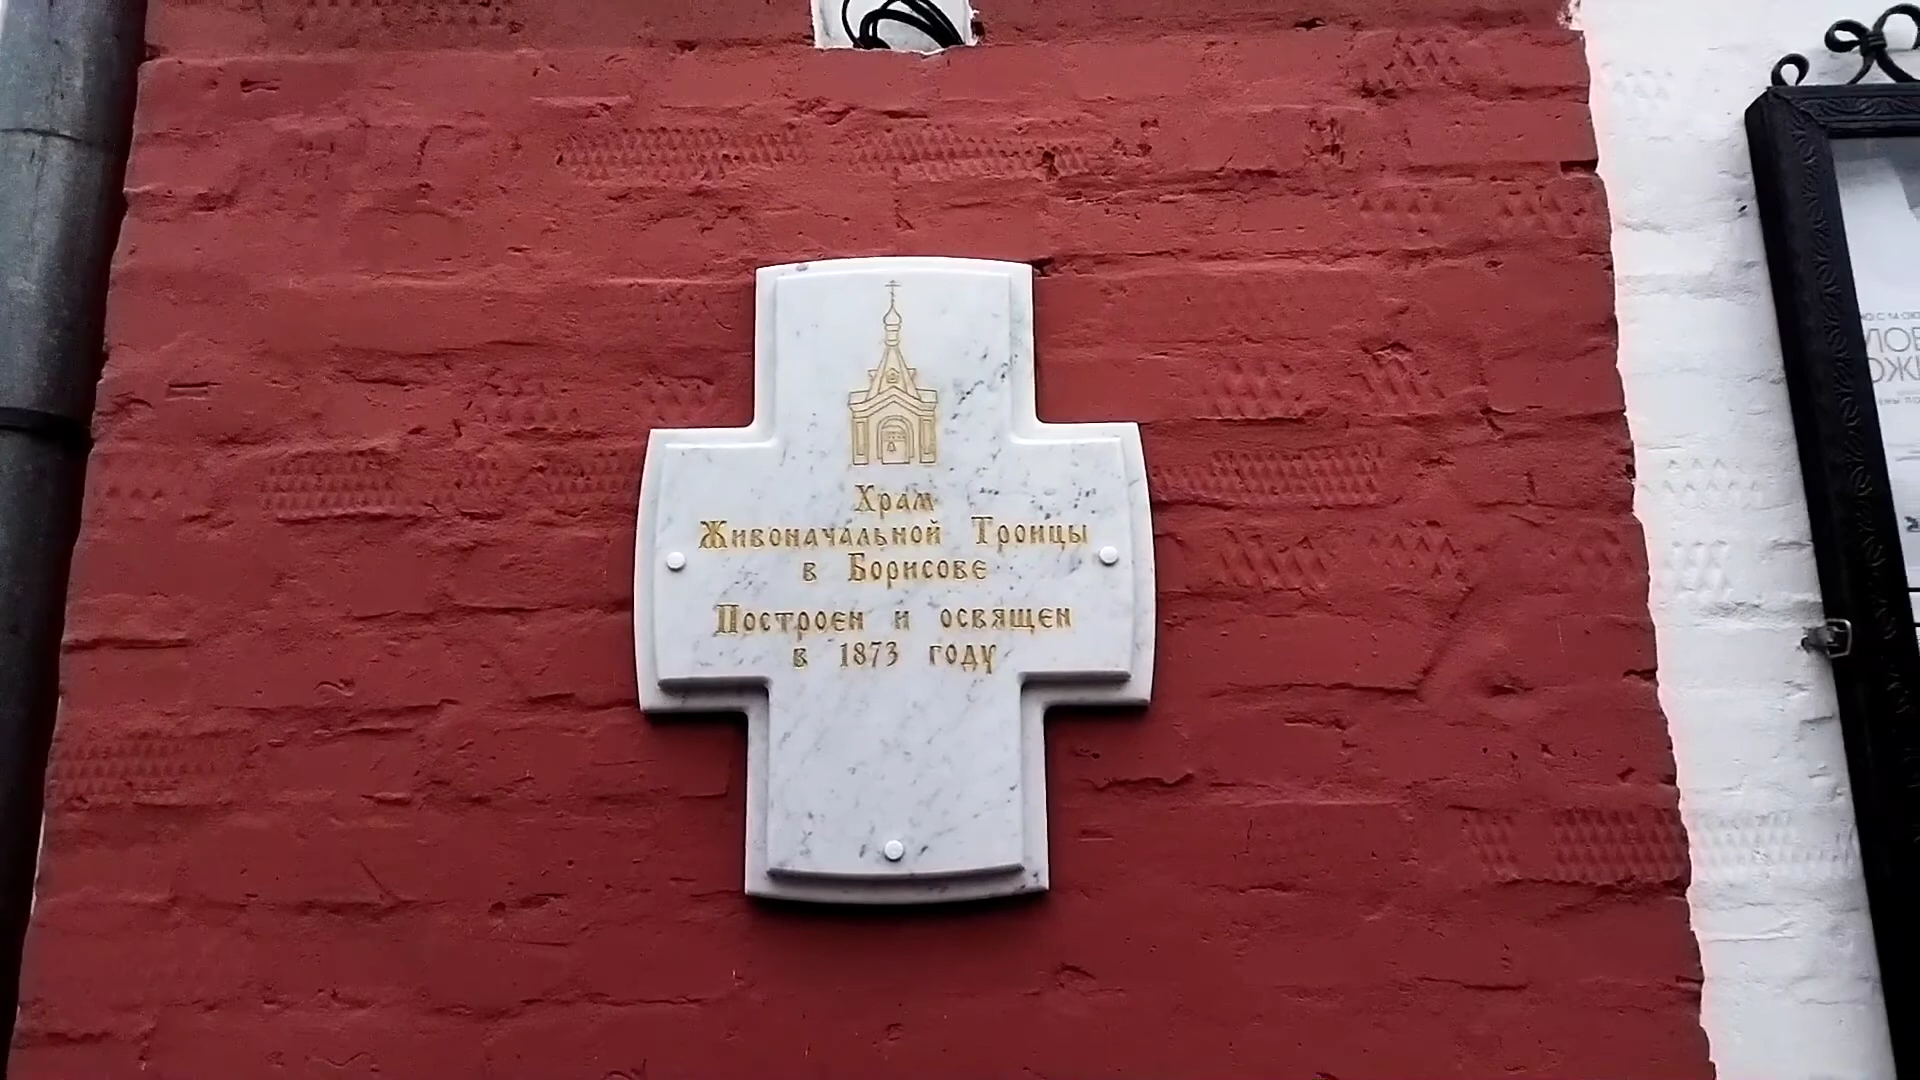 Храм
Живоначальной Троицы
в Борисове
Построен и освящен
в 1873 году